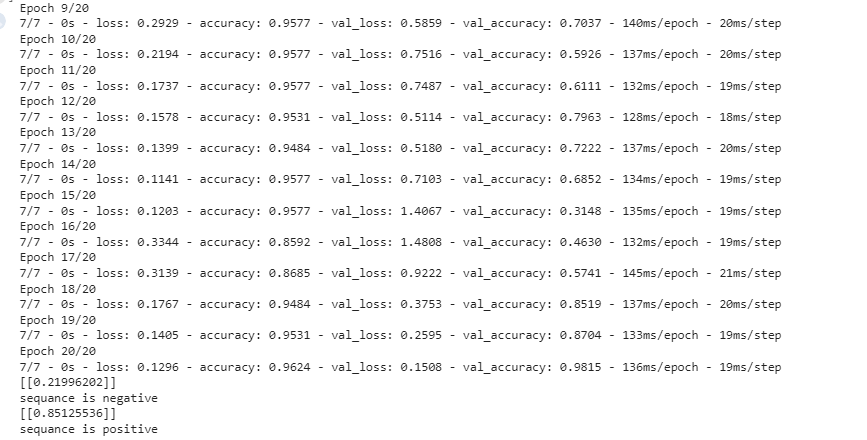 Epoch 9/20
7/7 - 0s - loss: 0.2929 - accuracy: 0.9577 - val_loss: 0.5859 - val_accuracy: 0.7037 - 140ms/epoch - 20ms/step
Epoch 10/20
7/7 - 0s - loss: 0.2194 - accuracy: 0.9577 - val_loss: 0.7516 - val_accuracy: 0.5926 - 137ms/epoch - 20ms/step
Epoch 11/20
7/7 - 0s - loss: 0.1737 - accuracy: 0.9577 - val_loss: 0.7487 - val_accuracy: 0.6111 - 132ms/epoch - 19ms/step
Epoch 12/20
7/7 - 0s - loss: 0.1578 - accuracy: 0.9531 - val_loss: 0.5114 - val_accuracy: 0.7963 - 128ms/epoch - 18ms/step
Epoch 13/20
7/7 - 0s - loss: 0.1399 - accuracy: 0.9484 - val_loss: 0.5180 - val_accuracy: 0.7222 - 137ms/epoch - 20ms/step
Epoch 14/20
7/7 - 0s - loss: 0.1141 - accuracy: 0.9577 - val_loss: 0.7103 - val_accuracy: 0.6852 - 134ms/epoch - 19ms/step
Epoch 15/20
7/7 - 0s - loss: 0.1203 - accuracy: 0.9577 - val_loss: 1.4067 - val_accuracy: 0.3148 - 135ms/epoch - 19ms/step
Epoch 16/20
7/7 - 0s - loss: 0.3344 - accuracy: 0.8592 - val_loss: 1.4808 - val_accuracy: 0.4630 - 132ms/epoch - 19ms/step
Epoch 17/20
7/7 - 0s - loss: 0.3139 - accuracy: 0.8685 - val_loss: 0.9222 - val_accuracy: 0.5741 - 145ms/epoch - 21ms/step
Epoch 18/20
7/7 - 0s - loss: 0.1767 - accuracy: 0.9484 - val_loss: 0.3753 - val_accuracy: 0.8519 - 137ms/epoch - 20ms/step
Epoch 19/20
7/7 - 0s - loss: 0.1405 - accuracy: 0.9531 - val_loss: 0.2595 - val_accuracy: 0.8704 - 133ms/epoch - 19ms/step
Epoch 20/20
7/7 - 0s - loss: 0.1296 - accuracy: 0.9624 - val_loss: 0.1508 - val_accuracy: 0.9815 - 136ms/epoch - 19ms/step
[[0.21996202]]
sequance is negative
[[0.85125536]]
sequance is positive